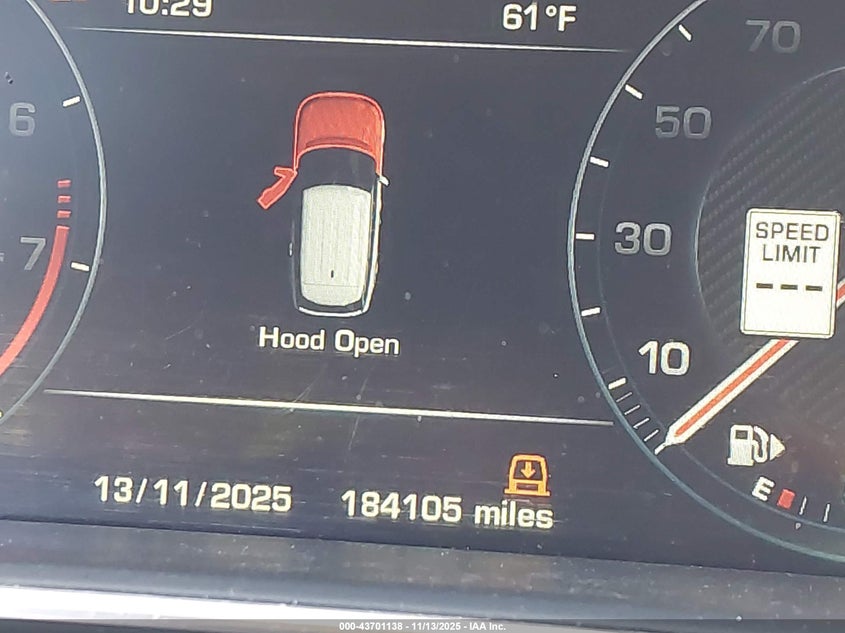 10:29
61°F
6
7
70
50
30
10
SPEED
LIMIT
---
Hood Open
E
13/11/2025
184105 miles
000-43701138 - 11/13/2025 - IAA Inc.